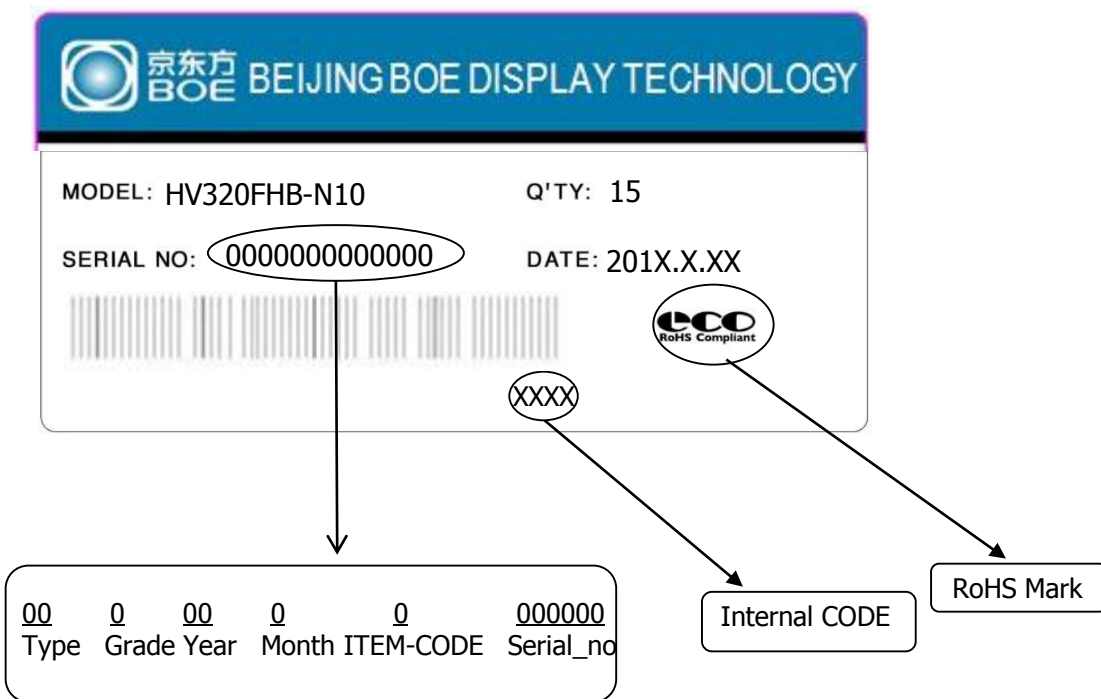 京东方
BOE BEIJING BOE DISPLAY TECHNOLOGY
MODEL: HV320FHB-N10 Q'TY: 15
SERIAL NO: 0000000000000 DATE: 201X.X.XX
eco
RoHS Compliant
XXXX
00 0 00 0 0 000000
Type Grade Year Month ITEM-CODE Serial_no
Internal CODE
RoHS Mark